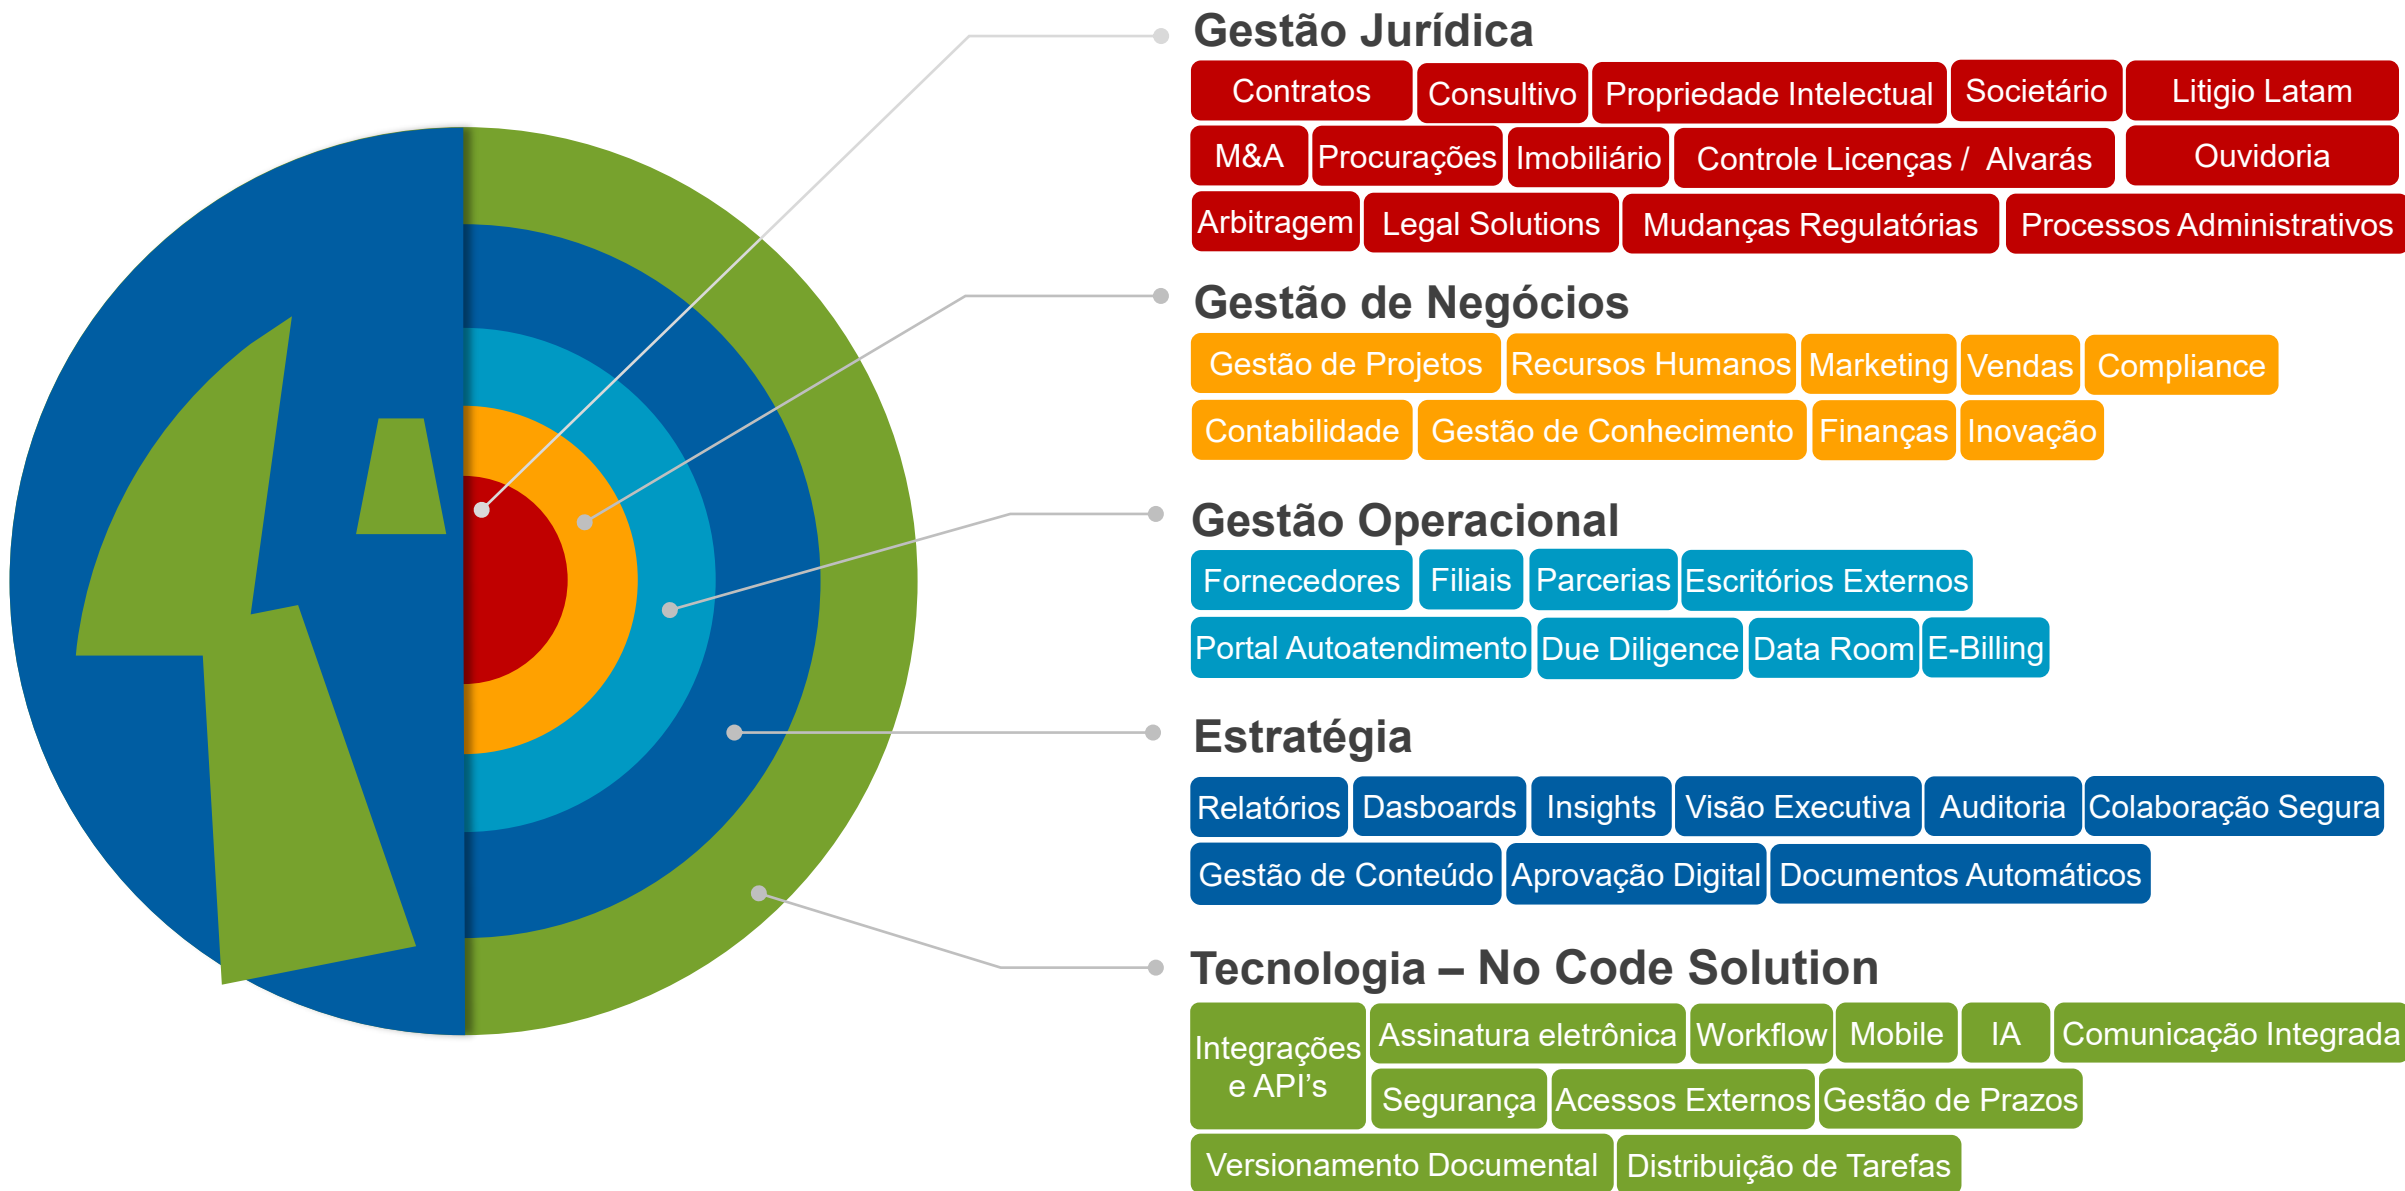 Gestão Jurídica
Contratos Consultivo Propriedade Intelectual Societário Litigio Latam
M&A Procurações Imobiliário Controle Licenças / Alvarás Ouvidoria
Arbitragem Legal Solutions Mudanças Regulatórias Processos Administrativos
Gestão de Negócios
Gestão de Projetos Recursos Humanos Marketing Vendas Compliance
Contabilidade Gestão de Conhecimento Finanças Inovação
Gestão Operacional
Fornecedores Filiais Parcerias Escritórios Externos
Portal Autoatendimento Due Diligence Data Room E-Billing
Estratégia
Relatórios Dasboards Insights Visão Executiva Auditoria Colaboração Segura
Gestão de Conteúdo Aprovação Digital Documentos Automáticos
Tecnologia – No Code Solution
Integrações
e API’s
Assinatura eletrônica Workflow Mobile IA Comunicação Integrada
Segurança Acessos Externos Gestão de Prazos
Versionamento Documental Distribuição de Tarefas